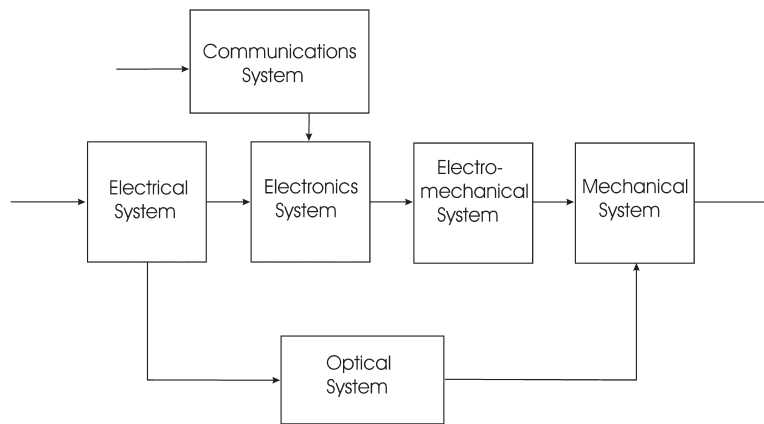 Communications
System
Electrical
System
Electronics
System
Electro-
mechanical
System
Mechanical
System
Optical
System